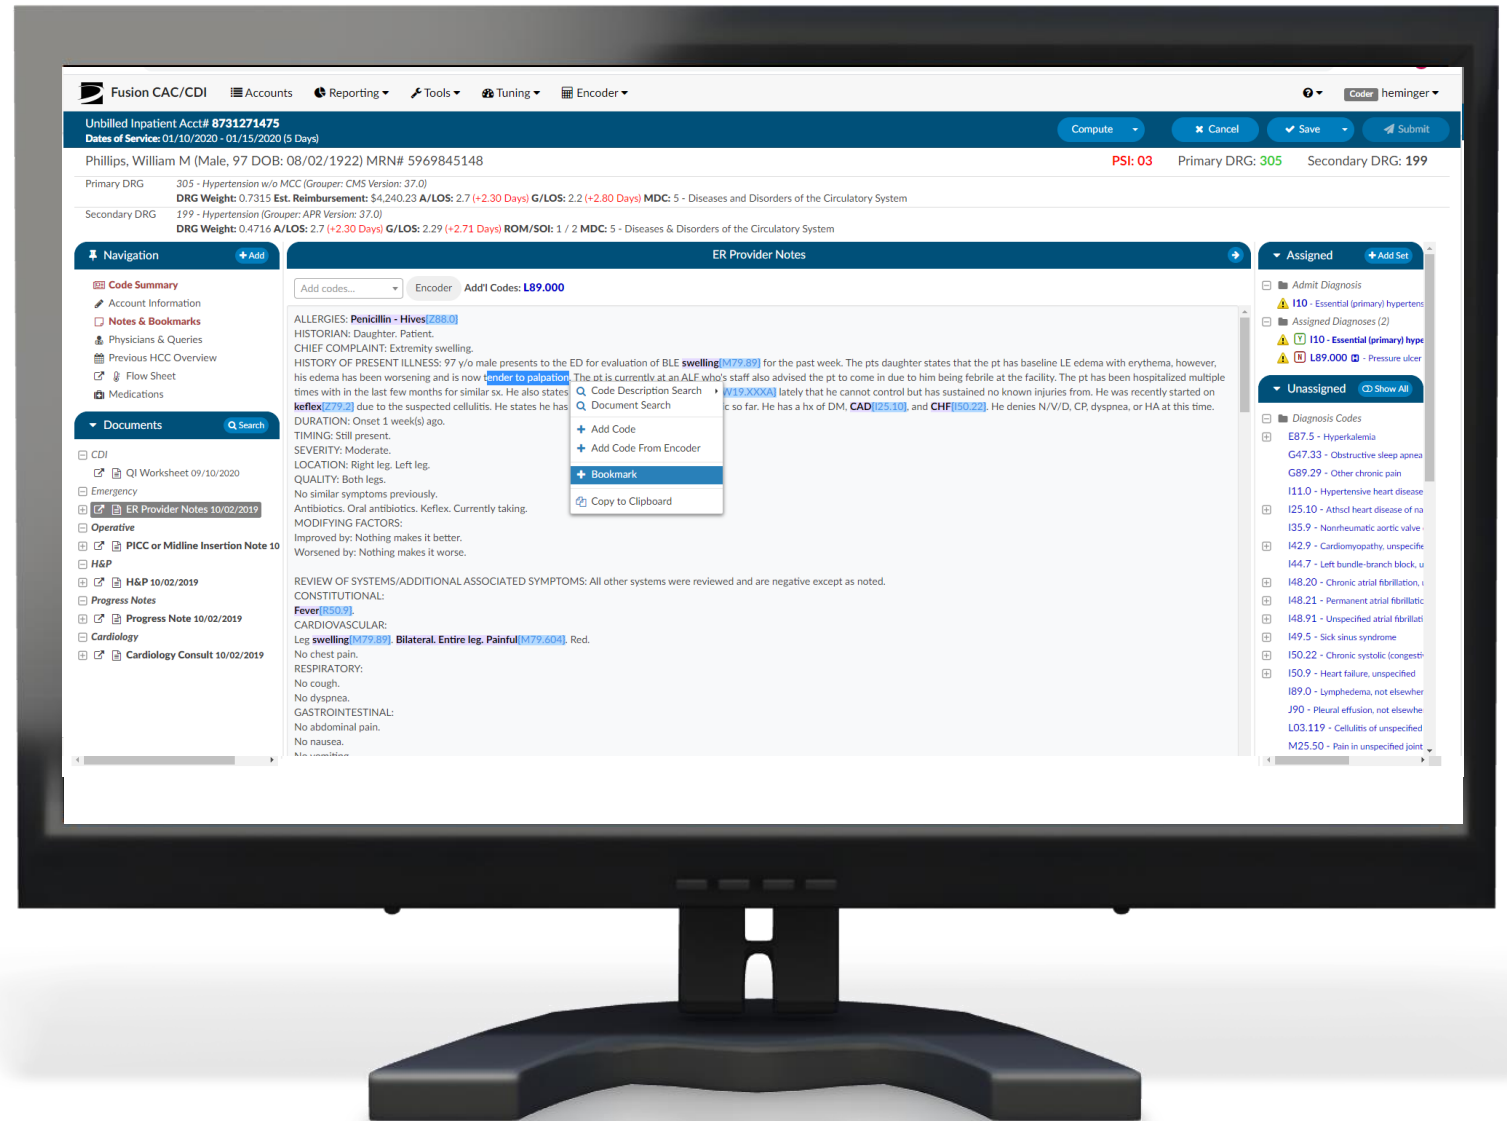 Fusion CAC/CDI Accounts Reporting Tools Tuning Encoder Coder heminger
Unbilled Inpatient Acct# 8731271475
Dates of Service: 01/10/2020 - 01/15/2020 (5 Days)
Compute Cancel Save Submit
Phillips, William M (Male, 97 DOB: 08/02/1922) MRN# 5969845148 PSI: 03 Primary DRG: 305 Secondary DRG: 199
Primary DRG 305 - Hypertension w/o MCC (Grouper: CMS Version: 37.0)
DRG Weight: 0.7315 Est. Reimbursement: $4,240.23 A/LOS: 2.7 (+2.30 Days) G/LOS: 2.2 (+2.80 Days) MDC: 5 - Diseases and Disorders of the Circulatory System
Secondary DRG 199 - Hypertension (Grouper: APR Version: 37.0)
DRG Weight: 0.4716 A/LOS: 2.7 (+2.30 Days) G/LOS: 2.29 (+2.71 Days) ROM/SOI: 1 / 2 MDC: 5 - Diseases & Disorders of the Circulatory System
Navigation +Add
Code Summary
Account Information
Notes & Bookmarks
Physicians & Queries
Previous HCC Overview
Flow Sheet
Medications
Documents Search
CDI
QI Worksheet 09/10/2020
Emergency
ER Provider Notes 10/02/2019
Operative
PICC or Midline Insertion Note 10
H&P
H&P 10/02/2019
Progress Notes
Progress Note 10/02/2019
Cardiology
Cardiology Consult 10/02/2019
ER Provider Notes
Add codes... Encoder Add'l Codes: L89.000
ALLERGIES: Penicillin - Hives[Z88.0]
HISTORIAN: Daughter. Patient.
CHIEF COMPLAINT: Extremity swelling.
HISTORY OF PRESENT ILLNESS: 97 y/o male presents to the ED for evaluation of BLE swelling[M79.89] for the past week. The pts daughter states that the pt has baseline LE edema with erythema, however,
his edema has been worsening and is now tender to palpation. The pt is currently at an ALF who's staff also advised the pt to come in due to him being febrile at the facility. The pt has been hospitalized multiple
times with in the last few months for similar sx. He also states W19.XXXA] lately that he cannot control but has sustained no known injuries from. He was recently started on
keflex[Z79.2] due to the suspected cellulitis. He states he has c so far. He has a hx of DM, CAD[I25.10], and CHF[I50.22]. He denies N/V/D, CP, dyspnea, or HA at this time.
DURATION: Onset 1 week(s) ago.
TIMING: Still present.
SEVERITY: Moderate.
LOCATION: Right leg. Left leg.
QUALITY: Both legs.
No similar symptoms previously.
Antibiotics. Oral antibiotics. Keflex. Currently taking.
MODIFYING FACTORS:
Improved by: Nothing makes it better.
Worsened by: Nothing makes it worse.
REVIEW OF SYSTEMS/ADDITIONAL ASSOCIATED SYMPTOMS: All other systems were reviewed and are negative except as noted.
CONSTITUTIONAL:
Fever[R50.9].
CARDIOVASCULAR:
Leg swelling[M79.89]. Bilateral. Entire leg. Painful[M79.604]. Red.
No chest pain.
RESPIRATORY:
No cough.
No dyspnea.
GASTROINTESTINAL:
No abdominal pain.
No nausea.
No vomiting
Code Description Search
Document Search
Add Code
Add Code From Encoder
Bookmark
Copy to Clipboard
Assigned +Add Set
Admit Diagnosis
I10 - Essential (primary) hypertens
Assigned Diagnoses (2)
Y I10 - Essential (primary) hype
N L89.000 - Pressure ulcer
Unassigned Show All
Diagnosis Codes
E87.5 - Hyperkalemia
G47.33 - Obstructive sleep apnea
G89.29 - Other chronic pain
I11.0 - Hypertensive heart disease
I25.10 - Athscl heart disease of na
I35.9 - Nonrheumatic aortic valve
I42.9 - Cardiomyopathy, unspecifie
I44.7 - Left bundle-branch block, u
I48.20 - Chronic atrial fibrillation,
I48.21 - Permanent atrial fibrillatic
I48.91 - Unspecified atrial fibrillati
I49.5 - Sick sinus syndrome
I50.22 - Chronic systolic (congesti
I50.9 - Heart failure, unspecified
I89.0 - Lymphedema, not elsewher
J90 - Pleural effusion, not elsewhe
L03.119 - Cellulitis of unspecified
M25.50 - Pain in unspecified joint